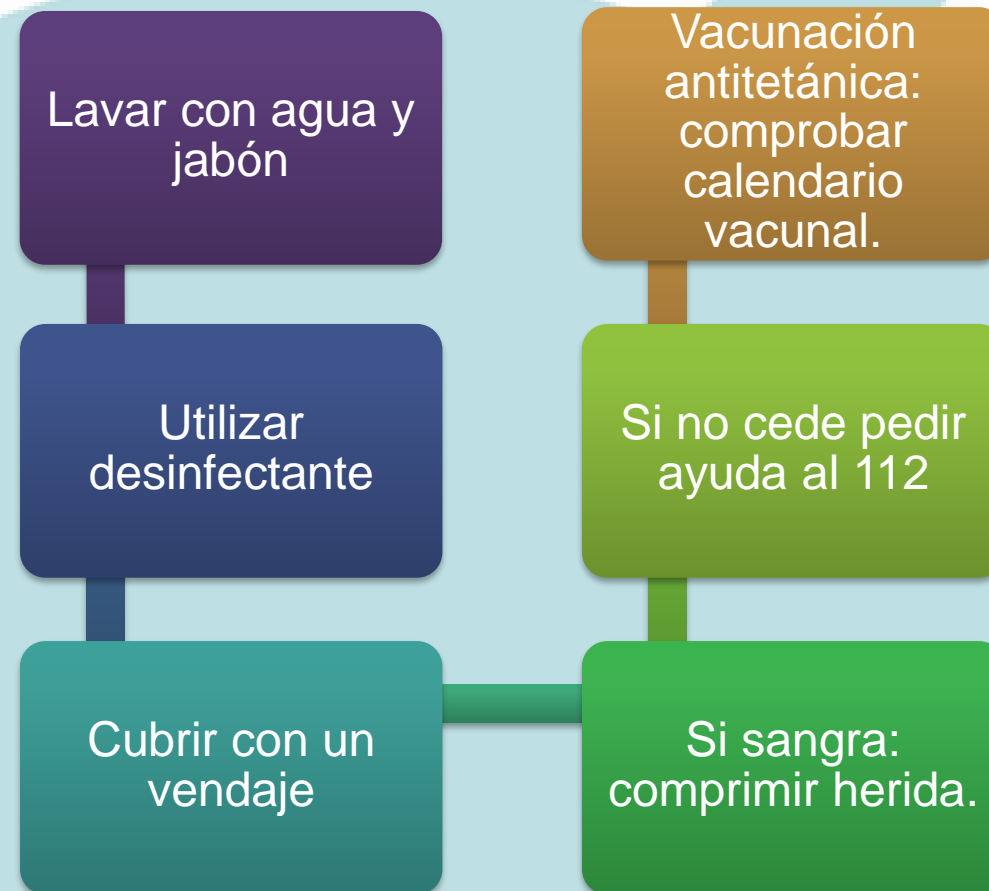 Lavar con agua y
jabón
Utilizar
desinfectante
Cubrir con un
vendaje
Si sangra:
comprimir herida.
Si no cede pedir
ayuda al 112
Vacunación
antitetánica:
comprobar
calendario
vacunal.